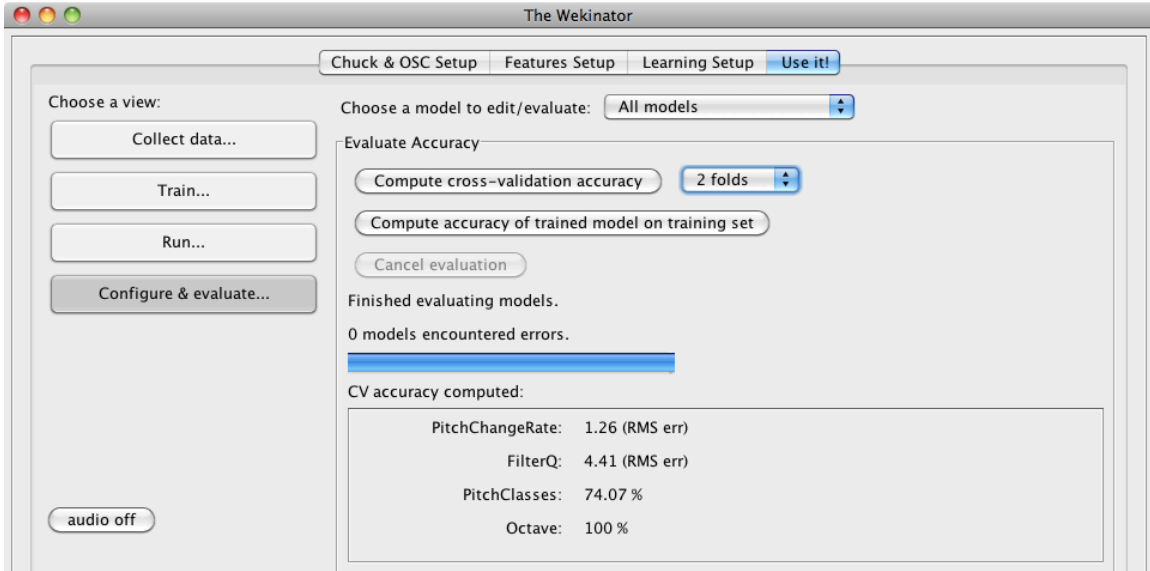 The Wekinator
Chuck & OSC Setup Features Setup Learning Setup Use it!
Choose a view:
Collect data...
Train...
Run...
Configure & evaluate...
audio off
Choose a model to edit/evaluate: All models
Evaluate Accuracy
Compute cross-validation accuracy 2 folds
Compute accuracy of trained model on training set
Cancel evaluation
Finished evaluating models.
0 models encountered errors.
CV accuracy computed:
PitchChangeRate: 1.26 (RMS err)
FilterQ: 4.41 (RMS err)
PitchClasses: 74.07 %
Octave: 100 %